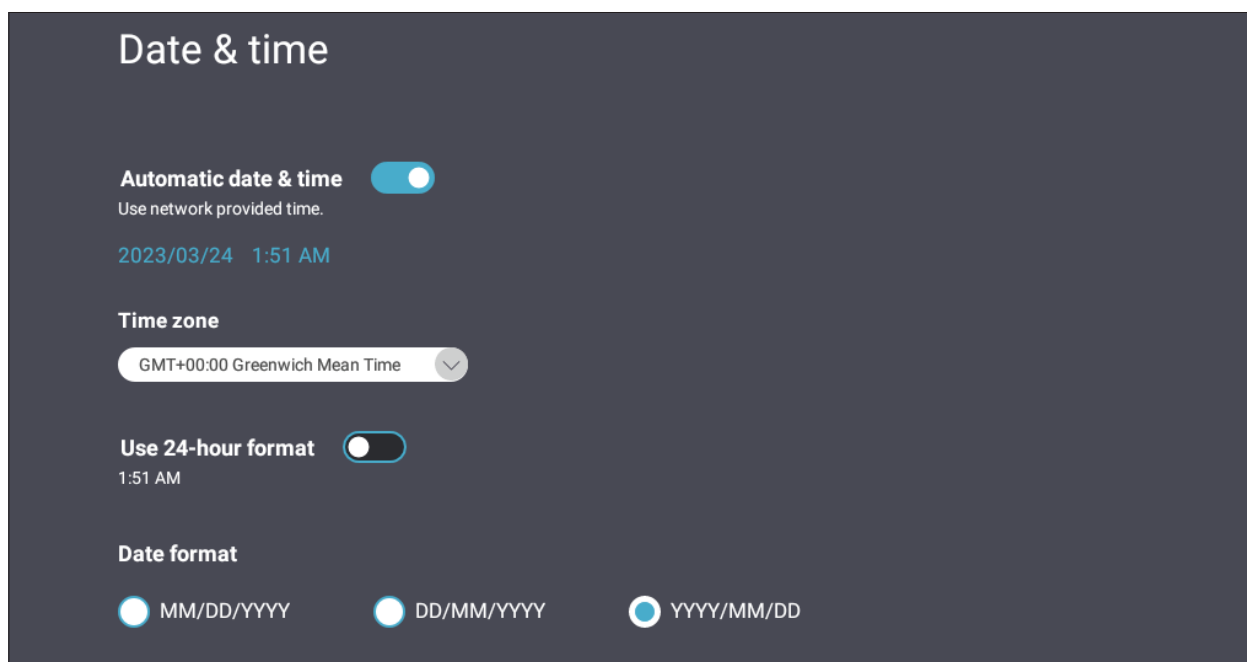 Date & time
Automatic date & time
Use network provided time.
2023/03/24 1:51 AM
Time zone
GMT+00:00 Greenwich Mean Time
Use 24-hour format
1:51 AM
Date format
MM/DD/YYYY DD/MM/YYYY YYYY/MM/DD